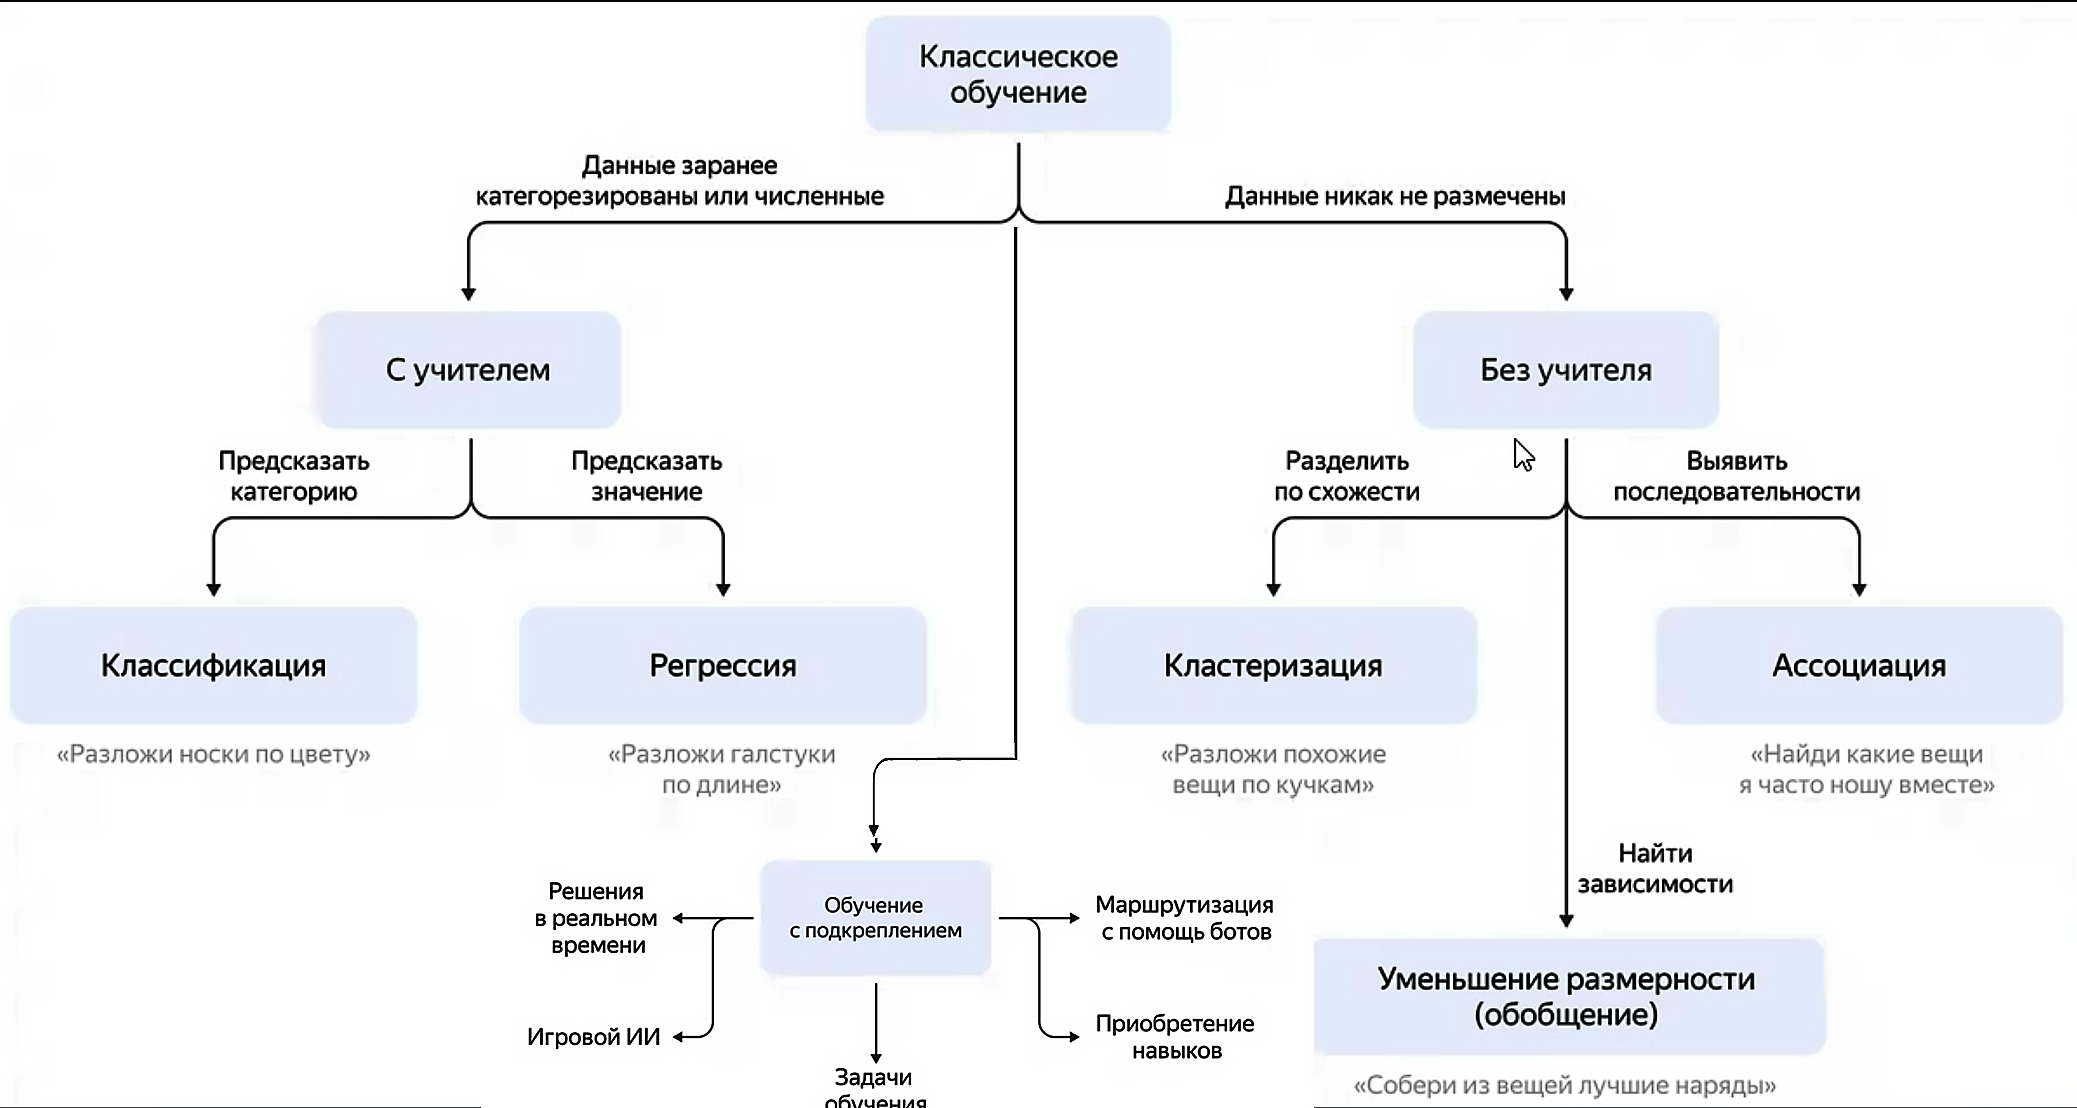 Классическое
обучение
Данные заранее
категорезированы или численные
Данные никак не размечены
С учителем
Без учителя
Предсказать
категорию
Предсказать
значение
Разделить
по схожести
Выявить
последовательности
Классификация
Регрессия
Кластеризация
Ассоциация
«Разложи носки по цвету»
«Разложи галстуки
по длине»
«Разложи похожие
вещи по кучкам»
«Найди какие вещи
я часто ношу вместе»
Найти
зависимости
Решения
в реальном
времени
Обучение
с подкреплением
Маршрутизация
с помощь ботов
Игровой ИИ
Приобретение
навыков
Задачи
обучения
Уменьшение размерности
(обобщение)
«Собери из вещей лучшие наряды»